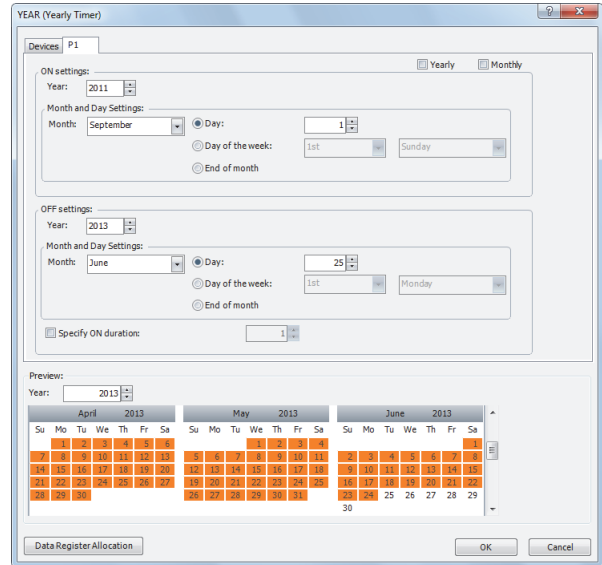 YEAR (Yearly Timer)
?
Devices P1
Yearly Monthly
ON settings:
Year: 2011
Month and Day Settings:
Month: September Day: 1
Day of the week: 1st Sunday
End of month
OFF settings:
Year: 2013
Month and Day Settings:
Month: June Day: 25
Day of the week: 1st Monday
End of month
Specify ON duration: 1
Preview:
Year: 2013
April 2013 May 2013 June 2013
Su Mo Tu We Th Fr Sa Su Mo Tu We Th Fr Sa Su Mo Tu We Th Fr Sa
1 2 3 4 5 6 1 2 3 4 1
7 8 9 10 11 12 13 5 6 7 8 9 10 11 2 3 4 5 6 7 8
14 15 16 17 18 19 20 12 13 14 15 16 17 18 9 10 11 12 13 14 15
21 22 23 24 25 26 27 19 20 21 22 23 24 25 16 17 18 19 20 21 22
28 29 30 26 27 28 29 30 31 23 24 25 26 27 28 29
30
Data Register Allocation OK Cancel